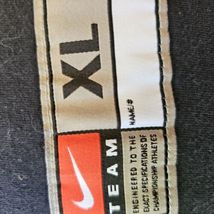 XL
NAME/#
TEAM
ENGINEERED TO THE
EXACT SPECIFICATIONS OF
CHAMPIONSHIP ATHLETES